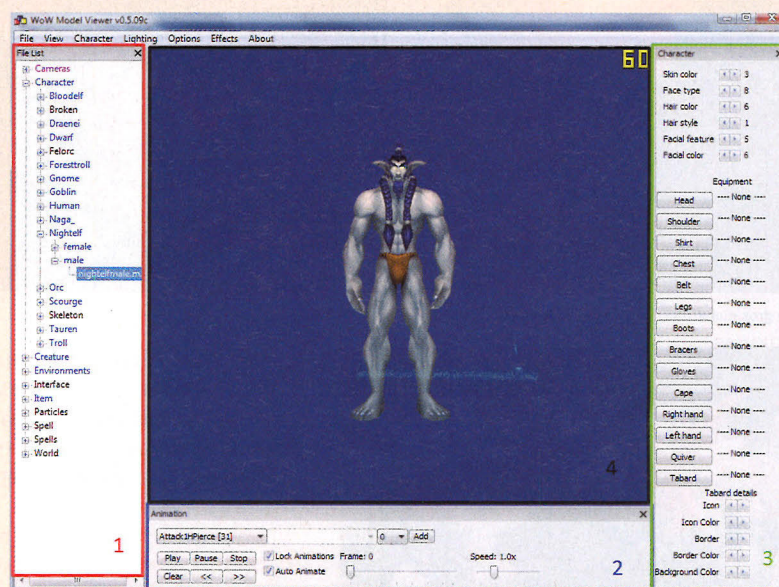 WoW Model Viewer v0.5.09c
File View Character Lighting Options Effects About
File List
Cameras
Character
Bloodelf
Broken
Draenei
Dwarf
Felorc
Foresttroll
Gnome
Goblin
Human
Naga_
Nightelf
female
male
nightelfmale.m
Orc
Scourge
Skeleton
Tauren
Troll
Creature
Environments
Interface
Item
Particles
Spell
Spells
World
1
60
4
Animation
Attack1HPierce [31] 0 Add
Play Pause Stop Lock Animations Frame: 0 Speed: 1.0x
Clear << >> Auto Animate
2
Character
Skin color 3
Face type 8
Hair color 6
Hair style 1
Facial feature 5
Facial color 6
Equipment
Head ---- None ----
Shoulder ---- None ----
Shirt ---- None ----
Chest ---- None ----
Belt ---- None ----
Legs ---- None ----
Boots ---- None ----
Bracers ---- None ----
Gloves ---- None ----
Cape ---- None ----
Right hand ---- None ----
Left hand ---- None ----
Quiver ---- None ----
Tabard ---- None ----
Tabard details
Icon
Icon Color
Border
Border Color
Background Color
3